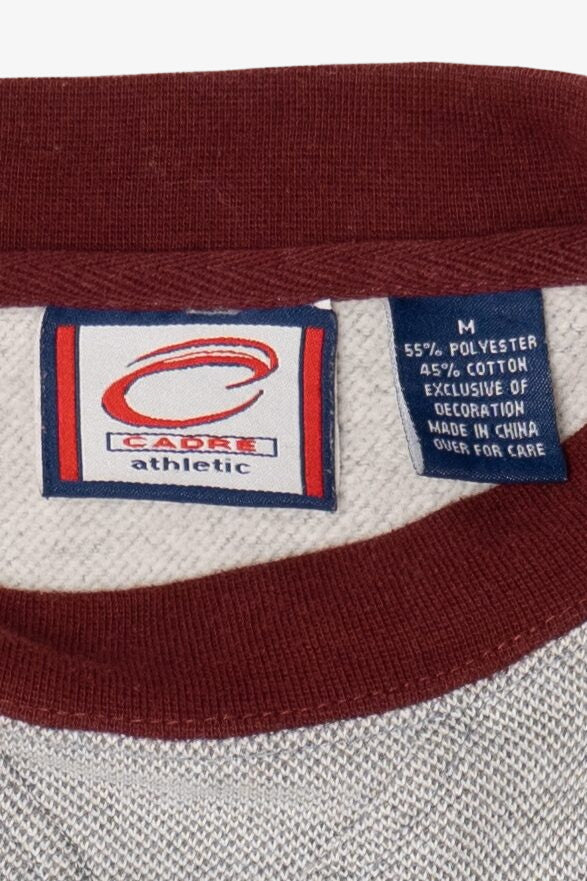 CADRE
athletic
M
55% POLYESTER
45% COTTON
EXCLUSIVE OF
DECORATION
MADE IN CHINA
OVER FOR CARE